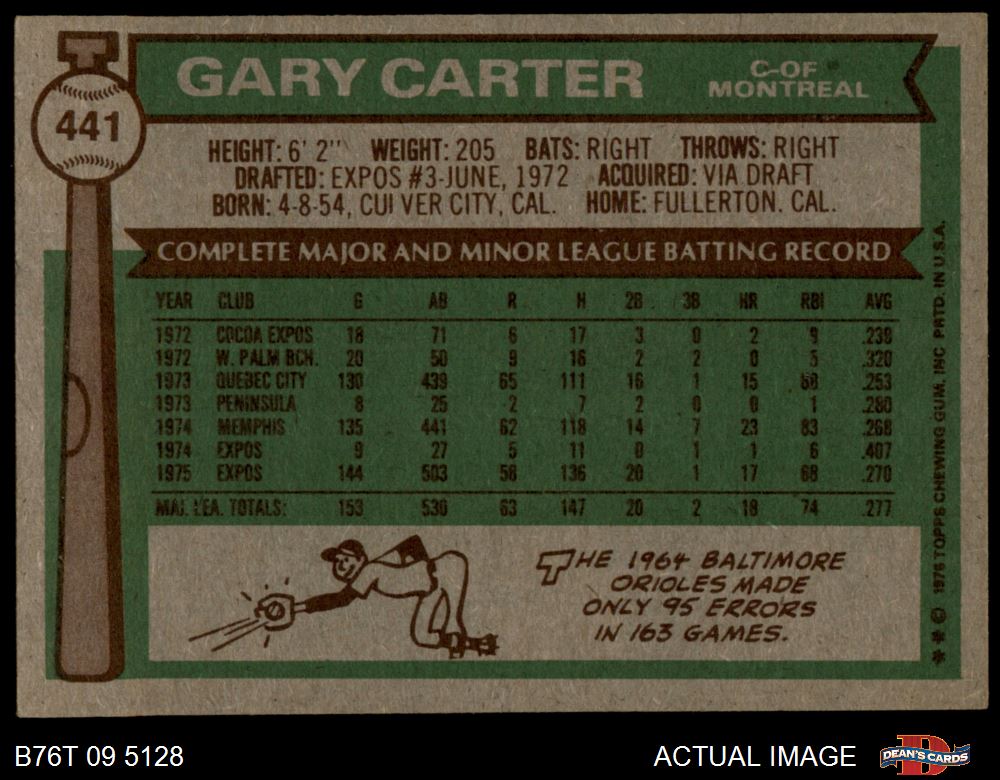 441
GARY CARTER
C-OF
MONTREAL
HEIGHT: 6' 2" WEIGHT: 205 BATS: RIGHT THROWS: RIGHT
DRAFTED: EXPOS #3-JUNE, 1972 ACQUIRED: VIA DRAFT
BORN: 4-8-54, CULVER CITY, CAL. HOME: FULLERTON. CAL.
COMPLETE MAJOR AND MINOR LEAGUE BATTING RECORD
YEAR CLUB G AB R H 2B 3B HR RBI AVG
1972 COCOA EXPOS 18 71 6 17 3 0 2 9 .239
1972 W. PALM BCH. 20 50 9 16 2 2 0 5 .320
1973 QUEBEC CITY 130 439 65 111 16 1 15 68 .253
1973 PENINSULA 8 25 2 7 2 0 0 1 .280
1974 MEMPHIS 135 441 62 118 14 7 23 83 .268
1974 EXPOS 9 27 5 11 0 1 1 6 .407
1975 EXPOS 144 503 58 136 20 1 17 68 .270
MAJ. LEA. TOTALS: 153 530 63 147 20 2 18 74 .277
THE 1964 BALTIMORE
ORIOLES MADE
ONLY 95 ERRORS
IN 163 GAMES.
** © 1976 TOPPS CHEWING GUM, INC PRTD. IN U.S.A.
B76T 09 5128
ACTUAL IMAGE
DEAN'S CARDS